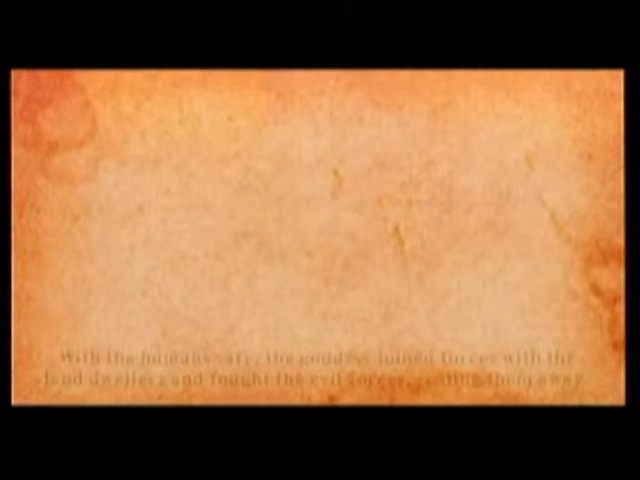 With the humans safe, the goddess joined forces with the
land dwellers and fought the evil forces, sealing them away